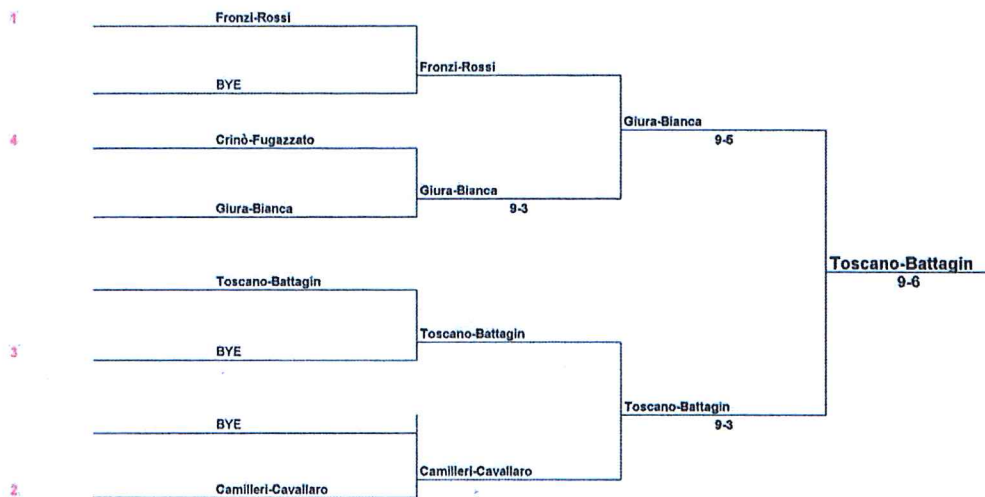 1 Fronzi-Rossi
Fronzi-Rossi
BYE
Giura-Bianca
9-5
4 Crinò-Fugazzato
Giura-Bianca
9-3
Giura-Bianca
Toscano-Battagin
9-6
Toscano-Battagin
Toscano-Battagin
3 BYE
Toscano-Battagin
9-3
BYE
Camilleri-Cavallaro
2 Camilleri-Cavallaro